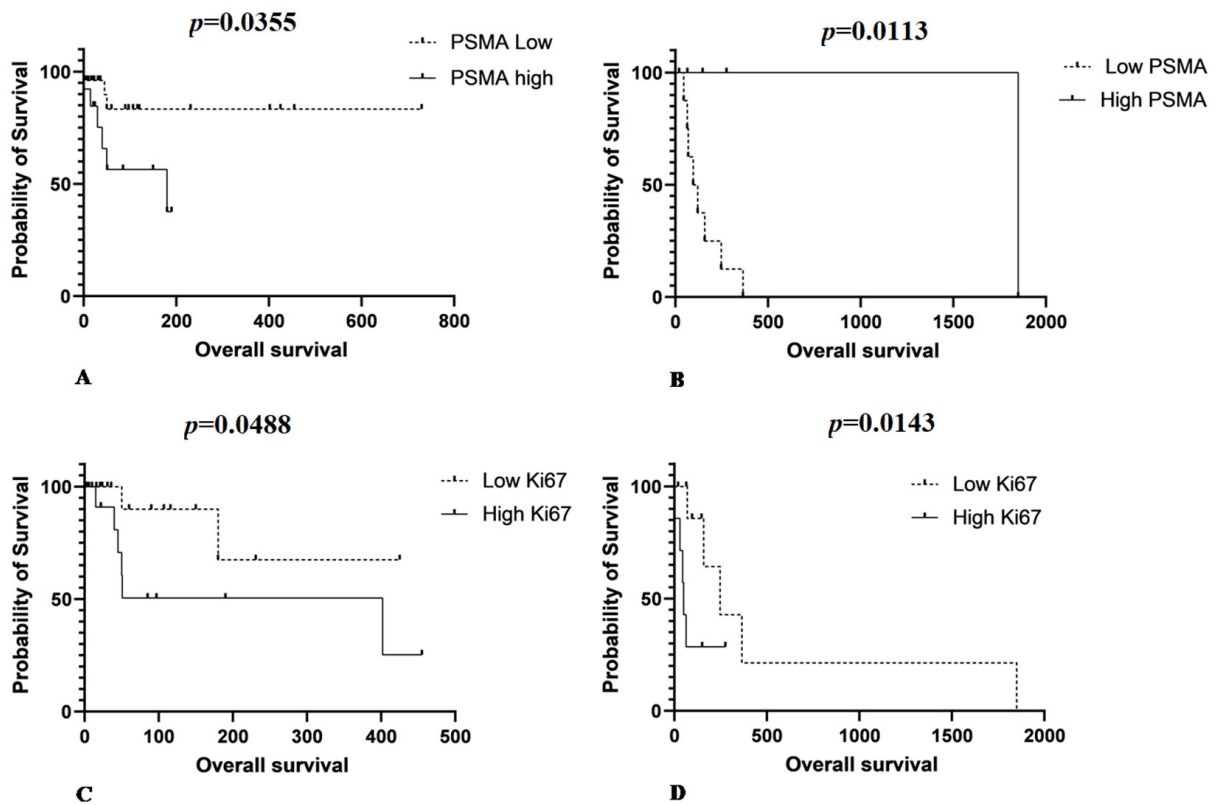 p=0.0355
PSMA Low
PSMA high
Probability of Survival
100
50
0
0 200 400 600 800
Overall survival
A
p=0.0113
Low PSMA
High PSMA
Probability of Survival
100
50
0
0 500 1000 1500 2000
Overall survival
B
p=0.0488
Low Ki67
High Ki67
Probability of Survival
100
50
0
0 100 200 300 400 500
Overall survival
C
p=0.0143
Low Ki67
High Ki67
Probability of Survival
100
50
0
0 500 1000 1500 2000
Overall survival
D